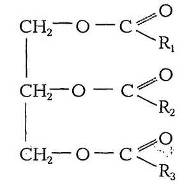 O
CH₂ — O — C
R₁
O
CH₂ — O — C
R₂
O
CH₂ — O — C
R₃